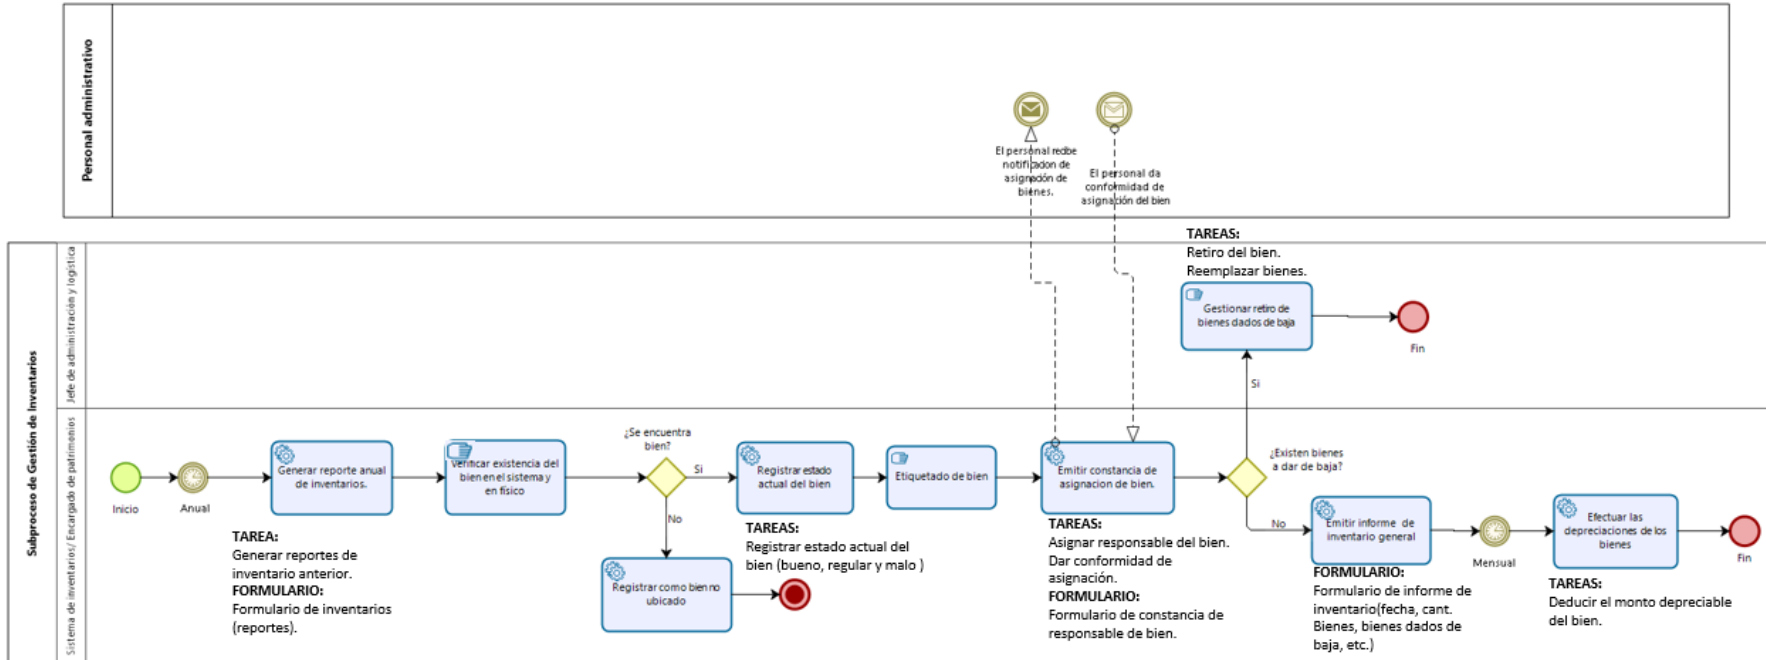 Personal administrativo
El personal recibe
notificacion de
asignación de
bienes.
El personal da
conformidad de
asignación del bien
Subproceso de Gestión de Inventarios
Jefe de administración y logística
TAREAS:
Retiro del bien.
Reemplazar bienes.
Gestionar retiro de
bienes dados de baja
Fin
Si
Sistema de inventarios/ Encargado de patrimonios
Inicio
Anual
Generar reporte anual
de inventarios.
TAREA:
Generar reportes de
inventario anterior.
FORMULARIO:
Formulario de inventarios
(reportes).
Verificar existencia del
bien en el sistema y
en físico
¿Se encuentra
bien?
Si
No
Registrar como bien no
ubicado
Registrar estado
actual del bien
TAREAS:
Registrar estado actual del
bien (bueno, regular y malo )
Etiquetado de bien
Emitir constancia de
asignacion de bien.
TAREAS:
Asignar responsable del bien.
Dar conformidad de
asignación.
FORMULARIO:
Formulario de constancia de
responsable de bien.
¿Existen bienes
a dar de baja?
No
Emitir informe de
inventario general
FORMULARIO:
Formulario de informe de
inventario(fecha, cant.
Bienes, bienes dados de
baja, etc.)
Mensual
Efectuar las
depreciaciones de los
bienes
TAREAS:
Deducir el monto depreciable
del bien.
Fin